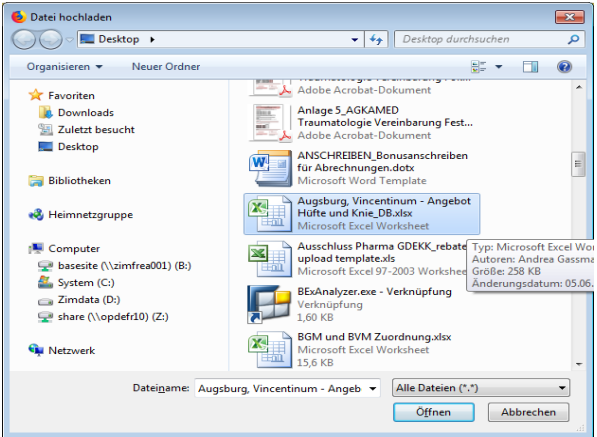 Datei hochladen
Desktop
Desktop durchsuchen
Organisieren
Neuer Ordner
Favoriten
Downloads
Zuletzt besucht
Desktop
Bibliotheken
Heimnetzgruppe
Computer
basesite (\\zimfrea001) (B:)
System (C:)
Zimdata (D:)
share (\\opdefr10) (Z:)
Netzwerk
Adobe Acrobat-Dokument
Anlage 5_AGKAMED
Traumatologie Vereinbarung Fest...
Adobe Acrobat-Dokument
ANSCHREIBEN_Bonusanschreiben
für Abrechnungen.dotx
Microsoft Word Template
Augsburg, Vincentinum - Angebot
Hüfte und Knie_DB.xlsx
Microsoft Excel Worksheet
Ausschluss Pharma GDEKK_rebate
upload template.xls
Microsoft Excel 97-2003 Workshee
Typ: Microsoft Excel Wo
Autoren: Andrea Gassma
Größe: 258 KB
Änderungsdatum: 05.06.
BExAnalyzer.exe - Verknüpfung
Verknüpfung
1,60 KB
BGM und BVM Zuordnung.xlsx
Microsoft Excel Worksheet
15,6 KB
Dateiname: Augsburg, Vincentinum - Angeb
Alle Dateien (*.*)
Öffnen
Abbrechen